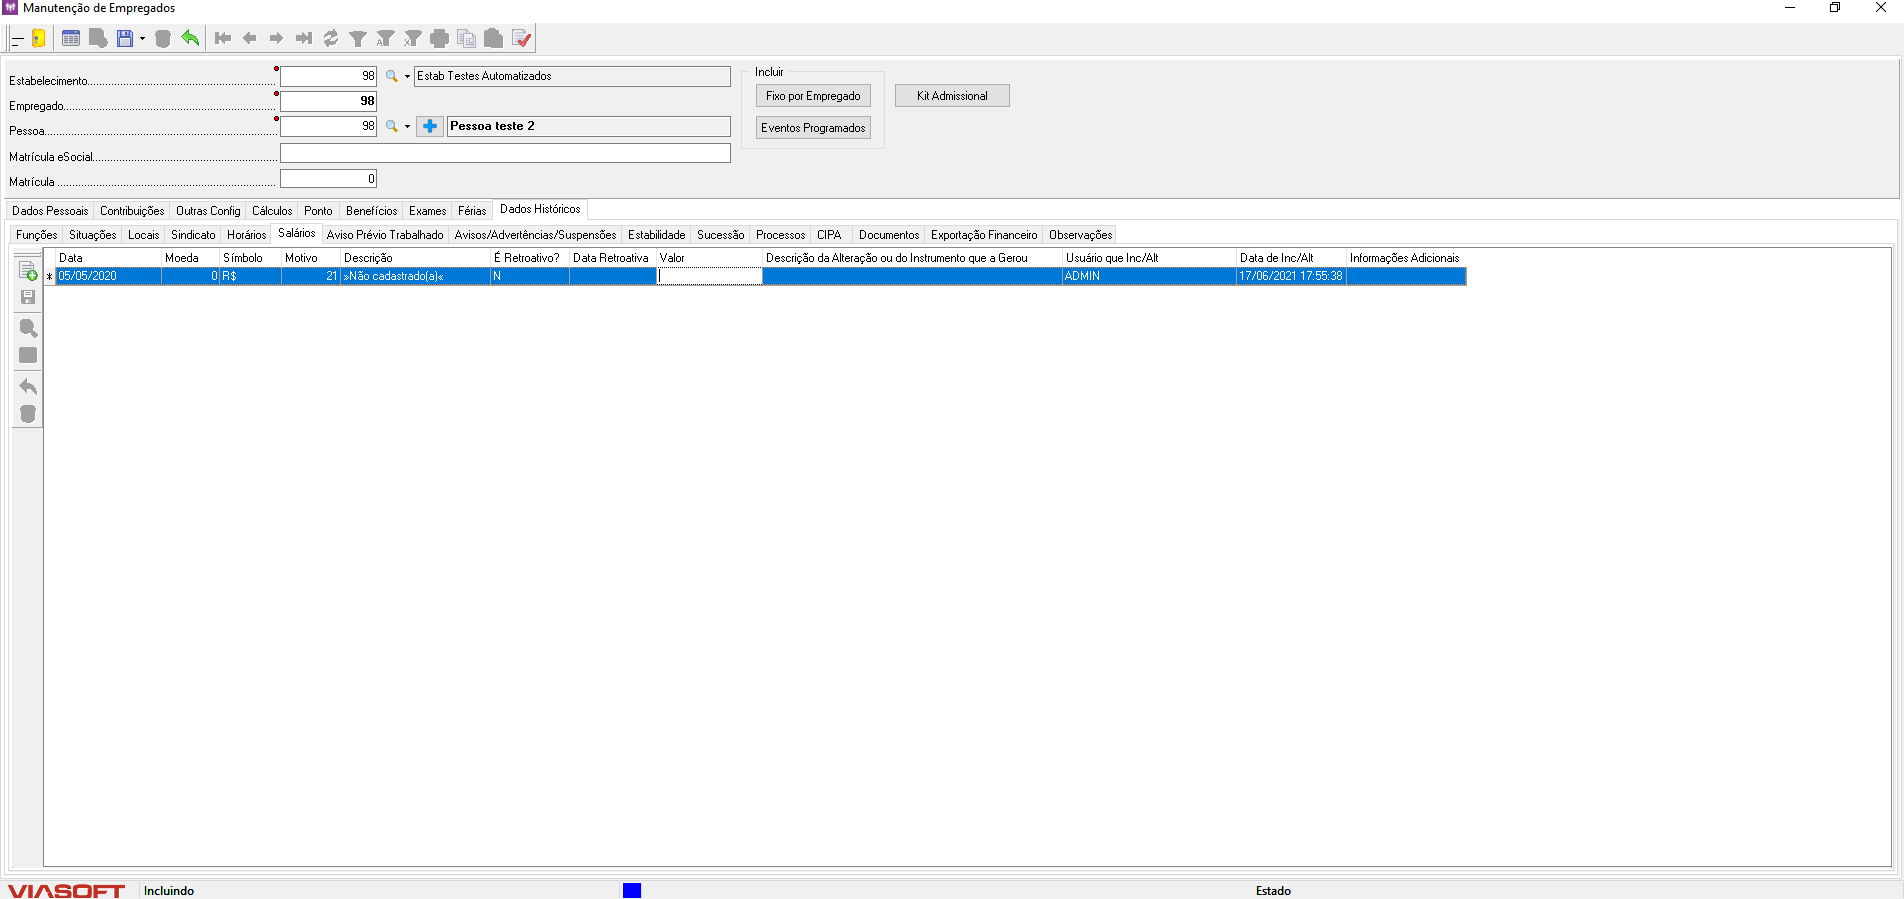 Manutenção de Empregados
Estabelecimento 98 Estab Testes Automatizados
Empregado 98
Pessoa 98 Pessoa teste 2
Matrícula eSocial
Matrícula 0
Incluir
Fixo por Empregado Kit Admissional
Eventos Programados
Dados Pessoais Contribuições Outras Config Cálculos Ponto Benefícios Exames Férias Dados Históricos
Funções Situações Locais Sindicato Horários Salários Aviso Prévio Trabalhado Avisos/Advertências/Suspensões Estabilidade Sucessão Processos CIPA Documentos Exportação Financeiro Observações
Data Moeda Símbolo Motivo Descrição É Retroativo? Data Retroativa Valor Descrição da Alteração ou do Instrumento que a Gerou Usuário que Inc/Alt Data de Inc/Alt Informações Adicionais
05/05/2020 0 R$ 21 »Não cadastrado(a)« N ADMIN 17/06/2021 17:55:38
VIASOFT Incluindo Estado